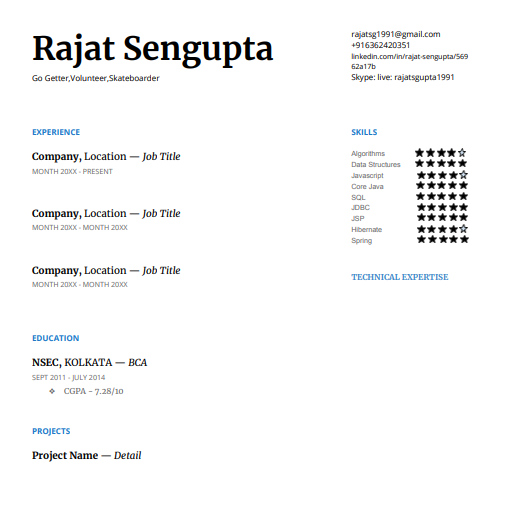 Rajat Sengupta
Go Getter,Volunteer,Skateboarder
rajatsg1991@gmail.com
+916362420351
linkedin.com/in/rajat-sengupta/569
62a17b
Skype: live: rajatsgupta1991
EXPERIENCE
Company, Location — Job Title
MONTH 20XX - PRESENT
Company, Location — Job Title
MONTH 20XX - MONTH 20XX
Company, Location — Job Title
MONTH 20XX - MONTH 20XX
EDUCATION
NSEC, KOLKATA — BCA
SEPT 2011 - JULY 2014
❖ CGPA - 7.28/10
PROJECTS
Project Name — Detail
SKILLS
Algorithms ★★★★☆
Data Structures ★★★★★
Javascript ★★★★☆
Core Java ★★★★★
SQL ★★★★★
JDBC ★★★★★
JSP ★★★★★
Hibernate ★★★★☆
Spring ★★★★★
TECHNICAL EXPERTISE